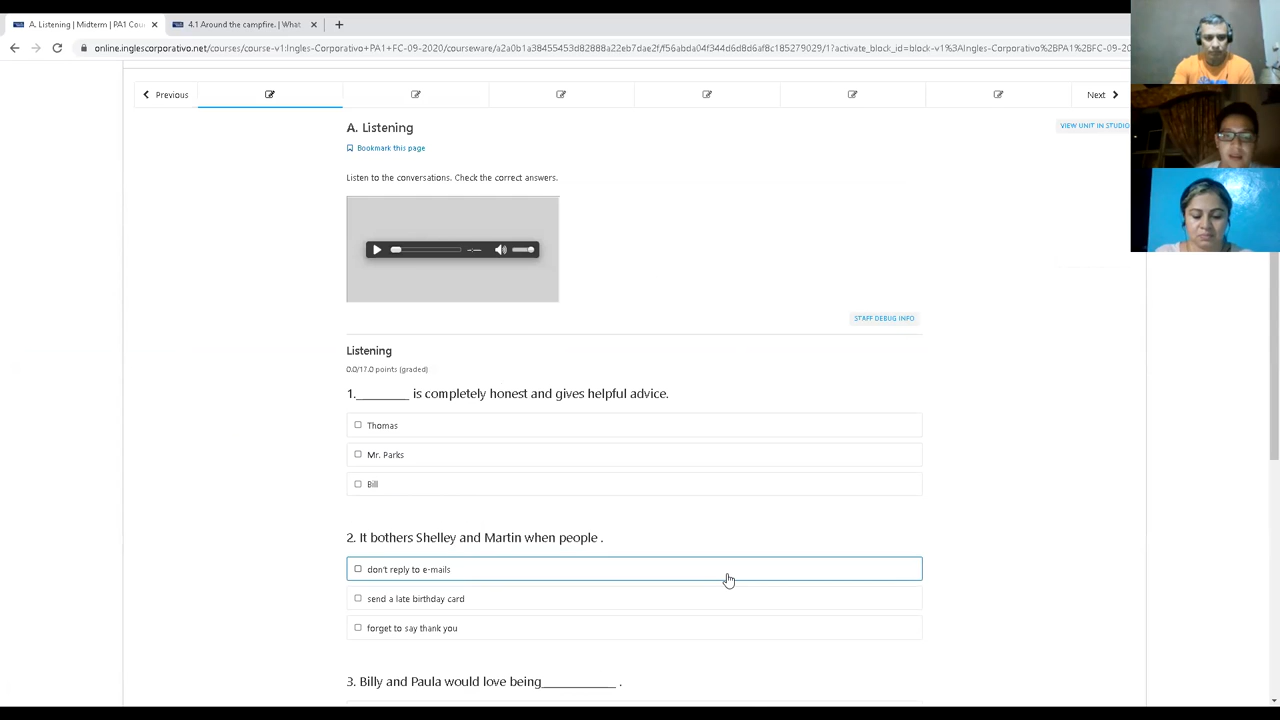 A. Listening | Midterm | PA1 Cou
4.1 Around the campfire. | What
online.inglescorporativo.net/courses/course-v1:Ingles-Corporativo+PA1+FC-09-2020/courseware/a2a0b1a38455453d82888a22eb7dae2f/f56abda04f344d6d8d6af8c185279029/1?activate_block_id=block-v1%3AIngles-Corporativo%2BPA1%2BFC-09-20
Previous
Next
A. Listening
VIEW UNIT IN STUDIO
Bookmark this page
Listen to the conversations. Check the correct answers.
--:--
STAFF DEBUG INFO
Listening
0.0/17.0 points (graded)
1.________ is completely honest and gives helpful advice.
Thomas
Mr. Parks
Bill
2. It bothers Shelley and Martin when people .
don't reply to e-mails
send a late birthday card
forget to say thank you
3. Billy and Paula would love being___________ .